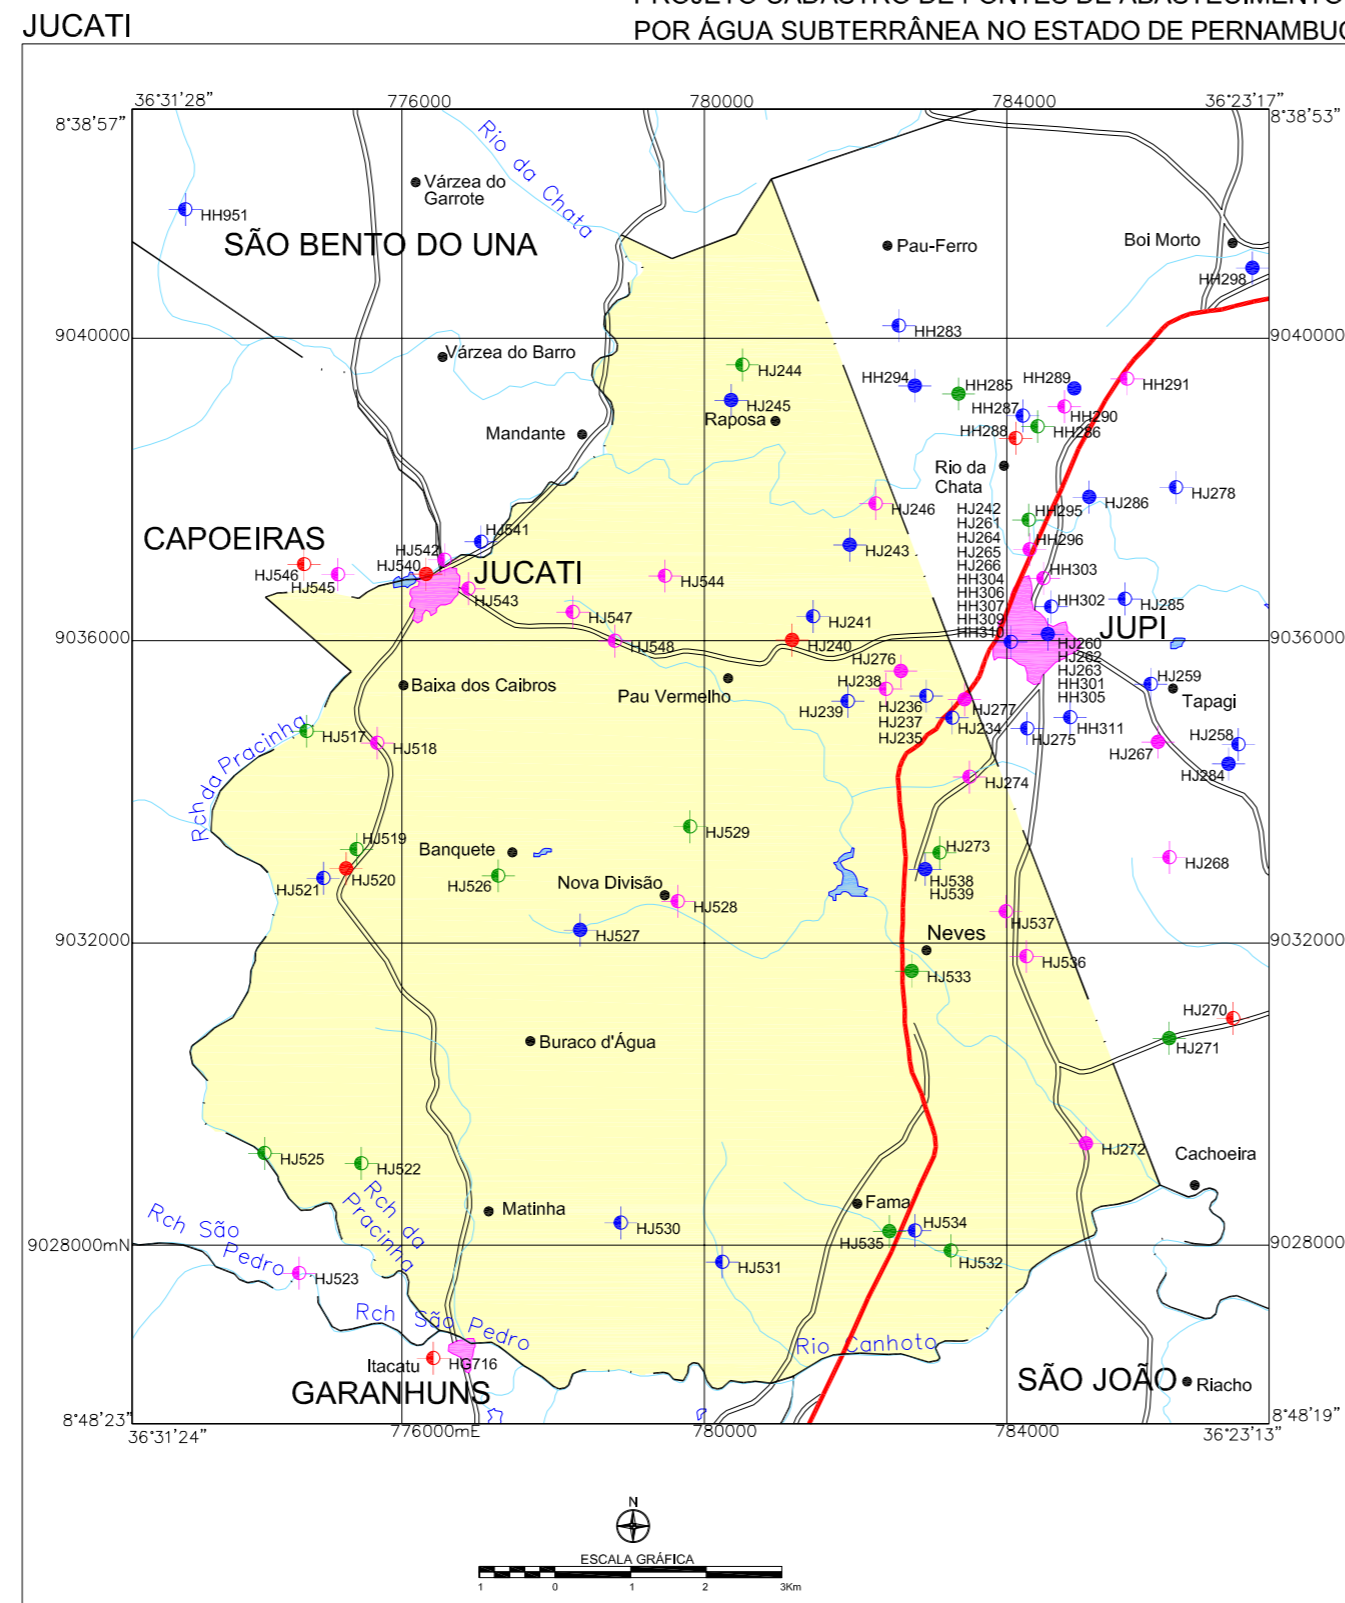 PROJETO CADASTRO DE FONTES DE ABASTECIMENTO
JUCATI
POR ÁGUA SUBTERRÂNEA NO ESTADO DE PERNAMBUC
36°31'28"
776000
780000
784000
36°23'17"
8°38'57"
8°38'53"
Rio da Chata
Várzea do
Garrote
HH951
SÃO BENTO DO UNA
Pau-Ferro
Boi Morto
HH298
HH283
9040000
9040000
Várzea do Barro
HJ244
HJ245
Raposa
HH294
HH285
HH289
HH291
HH287
HH290
HH288
HH286
Mandante
Rio da
Chata
HJ246
HJ286
HJ278
HJ242
HJ261
HJ264
HJ265
HJ266
HH304
HH306
HH307
HH309
HH310
HH295
HH296
HH303
HH302
HJ285
HJ243
CAPOEIRAS
HJ541
HJ542
HJ540
HJ546
HJ545
JUCATI
HJ543
HJ544
HJ547
HJ548
HJ241
HJ240
9036000
9036000
JUPI
HJ260
HJ262
HJ263
HH301
HH305
HJ259
Tapagi
HJ276
HJ238
HJ239
HJ236
HJ237
HJ235
HJ277
HJ234
HJ275
HH311
HJ267
HJ258
HJ284
Baixa dos Caibros
Pau Vermelho
Rch da Pracinha
HJ517
HJ518
HJ274
HJ519
HJ520
HJ521
Banquete
HJ526
HJ529
HJ273
HJ538
HJ539
HJ268
Nova Divisão
HJ528
HJ527
HJ537
9032000
9032000
Neves
HJ536
HJ533
HJ270
HJ271
Buraco d'Água
HJ525
HJ522
HJ272
Cachoeira
Rch da
Pracinha
Rch São
Pedro
Matinha
HJ530
HJ531
Fama
HJ534
HJ535
HJ532
9028000mN
9028000
HJ523
Rch São Pedro
Rio Canhoto
Itacatu
HG716
GARANHUNS
SÃO JOÃO
Riacho
8°48'23"
8°48'19"
36°31'24"
776000mE
780000
784000
36°23'13"
N
ESCALA GRÁFICA
1 0 1 2 3Km